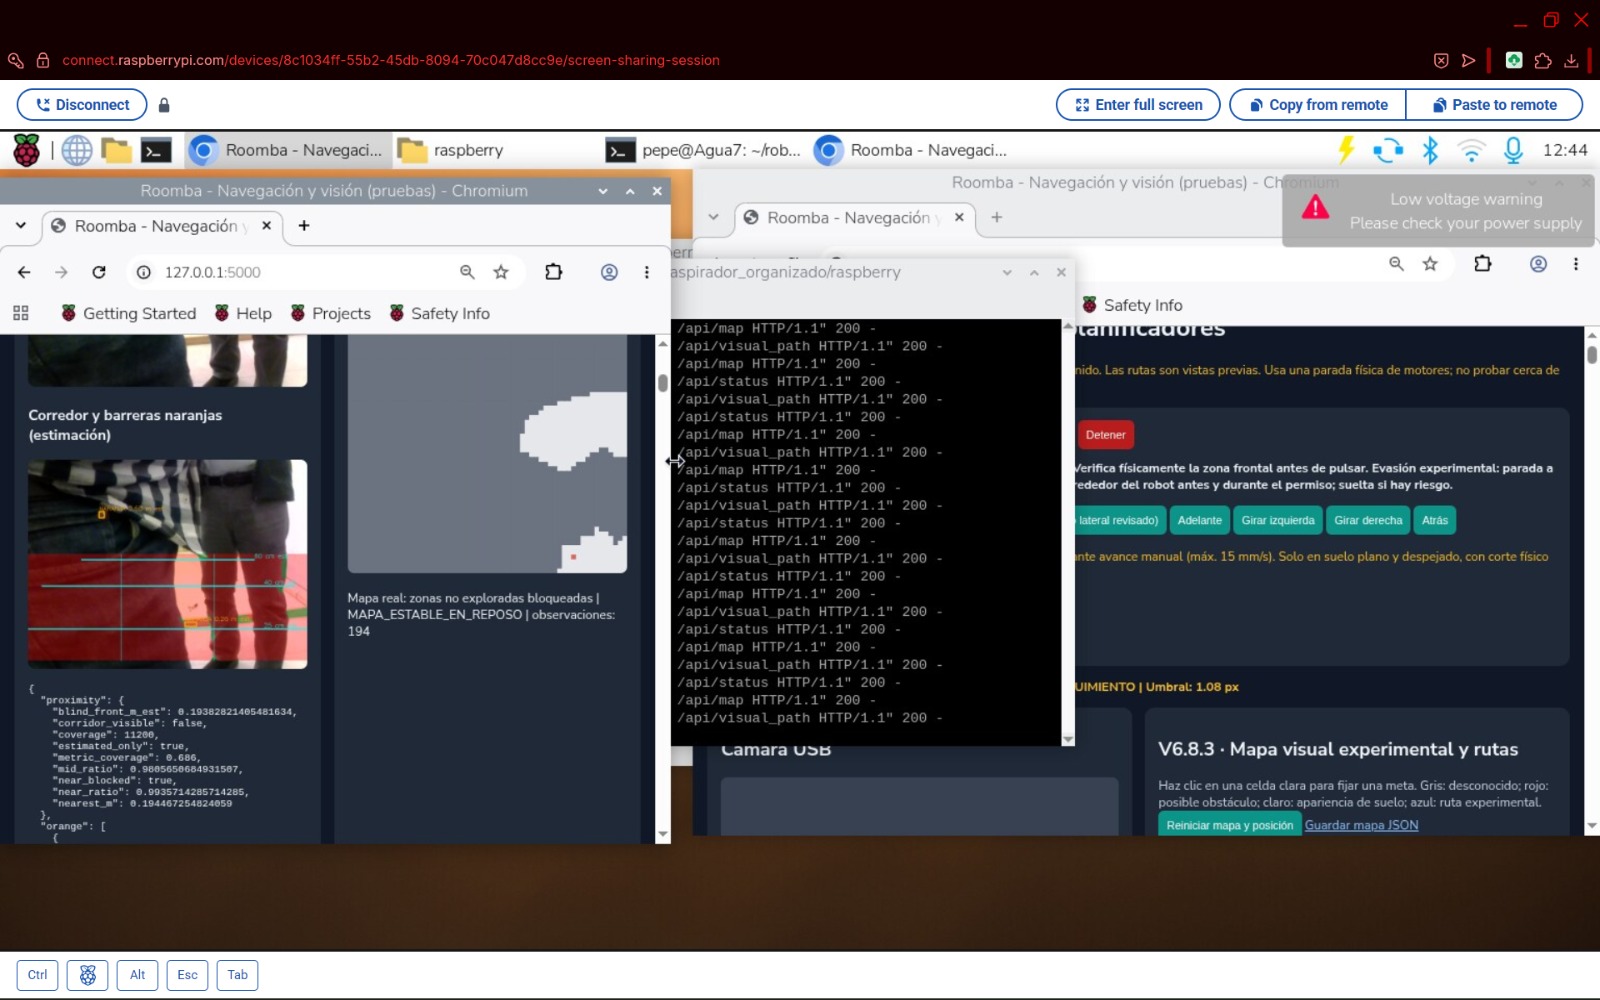 connect.raspberrypi.com/devices/8c1034ff-55b2-45db-8094-70c047d8cc9e/screen-sharing-session
Disconnect
Enter full screen
Copy from remote
Paste to remote
Roomba - Navegaci...
raspberry
pepe@Agua7: ~/rob...
Roomba - Navegaci...
12:44
Roomba - Navegación y visión (pruebas) - Chromium
Roomba - Navegación y visión (pruebas) - Chromium
Low voltage warning
Please check your power supply
Roomba - Navegación
Roomba - Navegación y
127.0.0.1:5000
aspirador_organizado/raspberry
Getting Started
Help
Projects
Safety Info
Safety Info
Corredor y barreras naranjas
(estimación)
{
"proximity": {
"blind_front_m_est": 0.19382821405481634,
"corridor_visible": false,
"coverage": 11200,
"estimated_only": true,
"metric_coverage": 0.686,
"mid_ratio": 0.9805650684931507,
"near_blocked": true,
"near_ratio": 0.9935714285714285,
"nearest_m": 0.194467254824059
},
"orange": [
{
Mapa real: zonas no exploradas bloqueadas |
MAPA_ESTABLE_EN_REPOSO | observaciones:
194
/api/map HTTP/1.1" 200 -
/api/visual_path HTTP/1.1" 200 -
/api/map HTTP/1.1" 200 -
/api/status HTTP/1.1" 200 -
/api/visual_path HTTP/1.1" 200 -
/api/status HTTP/1.1" 200 -
/api/map HTTP/1.1" 200 -
/api/visual_path HTTP/1.1" 200 -
/api/map HTTP/1.1" 200 -
/api/status HTTP/1.1" 200 -
/api/visual_path HTTP/1.1" 200 -
/api/status HTTP/1.1" 200 -
/api/map HTTP/1.1" 200 -
/api/visual_path HTTP/1.1" 200 -
/api/status HTTP/1.1" 200 -
/api/map HTTP/1.1" 200 -
/api/visual_path HTTP/1.1" 200 -
/api/status HTTP/1.1" 200 -
/api/map HTTP/1.1" 200 -
/api/visual_path HTTP/1.1" 200 -
/api/status HTTP/1.1" 200 -
/api/map HTTP/1.1" 200 -
/api/visual_path HTTP/1.1" 200 -
lanificadores
nido. Las rutas son vistas previas. Usa una parada física de motores; no probar cerca de
Detener
Verifica físicamente la zona frontal antes de pulsar. Evasión experimental: parada a
rededor del robot antes y durante el permiso; suelta si hay riesgo.
lateral revisado)
Adelante
Girar izquierda
Girar derecha
Atrás
nte avance manual (máx. 15 mm/s). Solo en suelo plano y despejado, con corte físico
UIMIENTO | Umbral: 1.08 px
Cámara USB
V6.8.3 · Mapa visual experimental y rutas
Haz clic en una celda clara para fijar una meta. Gris: desconocido; rojo:
posible obstáculo; claro: apariencia de suelo; azul: ruta experimental.
Reiniciar mapa y posición
Guardar mapa JSON
Ctrl
Alt
Esc
Tab